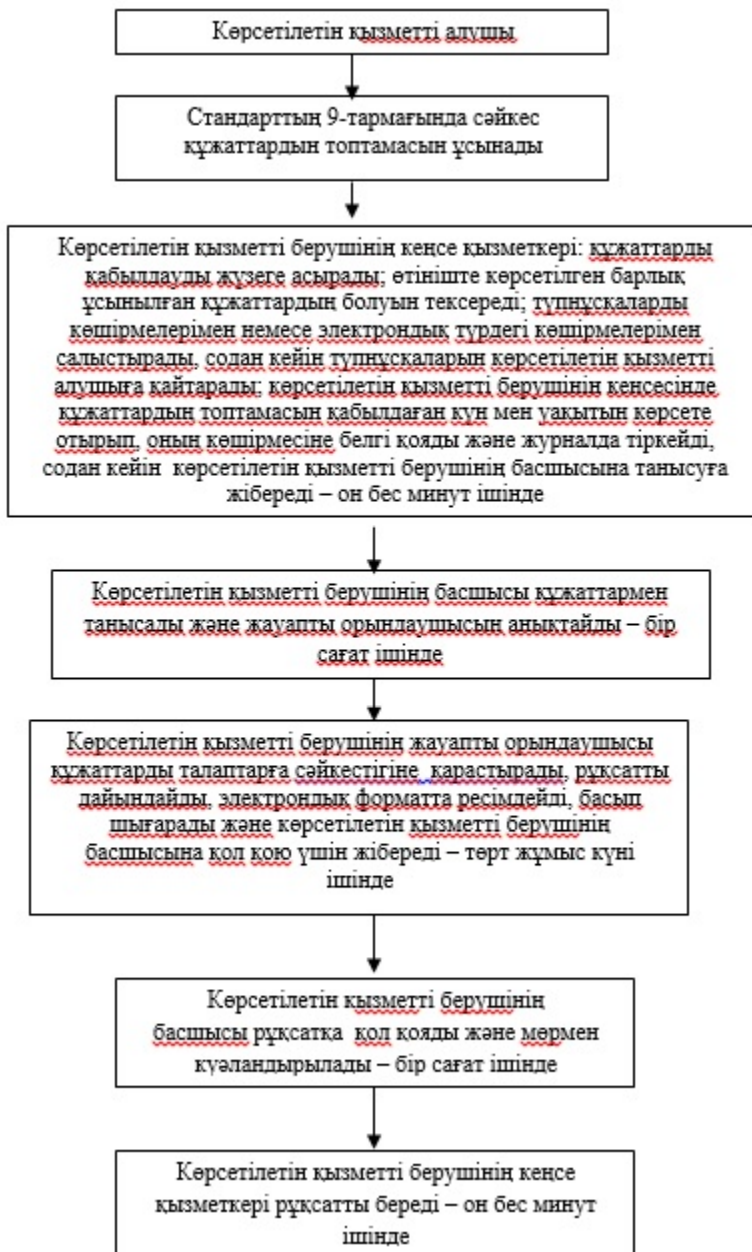 Көрсетілетін қызметті алушы
Стандарттың 9-тармағында сәйкес
құжаттардын топтамасын ұсынады
Көрсетілетін қызметті берушінің кеңсе қызметкері: құжаттарды
қабылдауды жүзеге асырады; өтініште көрсетілген барлық
ұсынылған құжаттардың болуын тексереді; түпнұсқаларды
көшірмелерімен немесе электрондық түрдегі көшірмелерімен
салыстырады, содан кейін түпнұсқаларын көрсетілетін қызметті
алушыға қайтарады; көрсетілетін қызметті берушінің кеңсесінде
құжаттардың топтамасын қабылдаған күн мен уақытын көрсете
отырып, оның көшірмесіне белгі қояды және журналда тіркейді,
содан кейін көрсетілетін қызметті берушінің басшысына танысуға
жібереді – он бес минут ішінде
Көрсетілетін қызметті берушінің басшысы құжаттармен
танысады және жауапты орындаушысын анықтайды – бір
сағат ішінде
Көрсетілетін қызметті берушінің жауапты орындаушысы
құжаттарды талаптарға сәйкестігіне қарастырады, рұқсатты
дайындайды, электрондық форматта ресімдейді, басып
шығарады және көрсетілетін қызметті берушінің
басшысына қол қою үшін жібереді – төрт жұмыс күні
ішінде
Көрсетілетін қызметті берушінің
басшысы рұқсатқа қол қояды және мөрмен
куәландырылады – бір сағат ішінде
Көрсетілетін қызметті берушінің кеңсе
қызметкері рұқсатты береді – он бес минут
ішінде